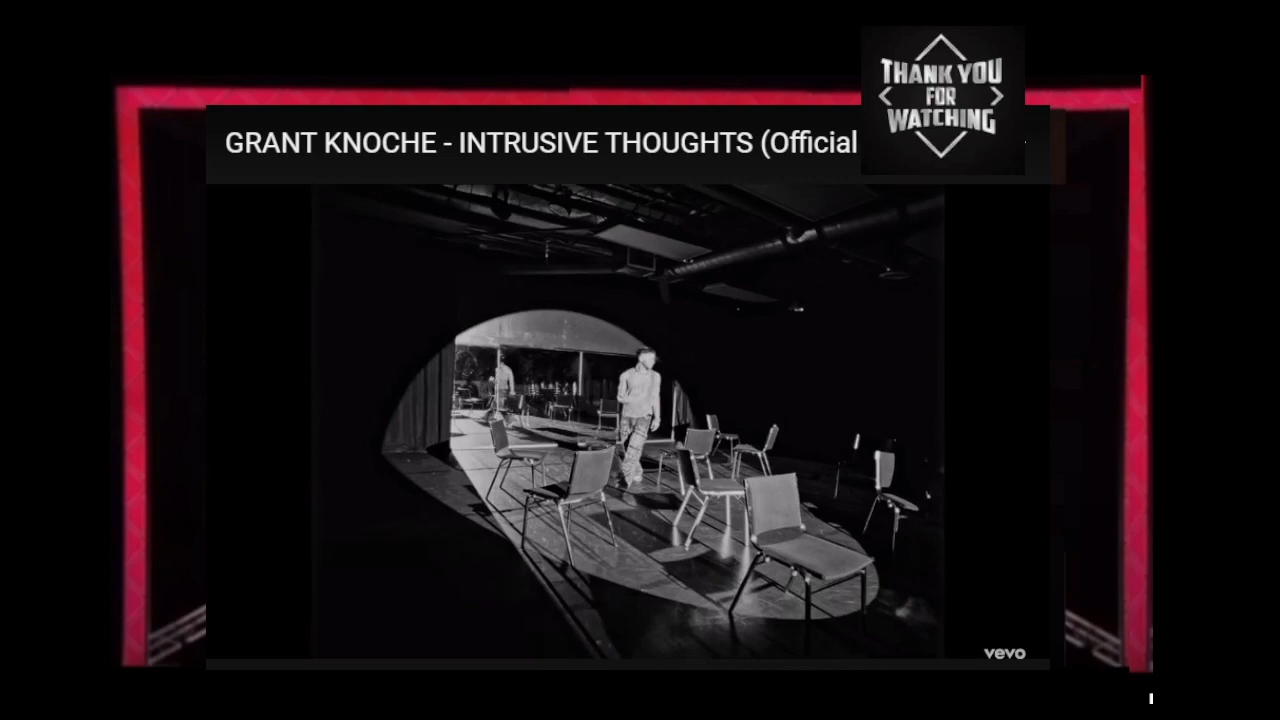 THANK YOU
FOR
WATCHING
GRANT KNOCHE - INTRUSIVE THOUGHTS (Official
vevo